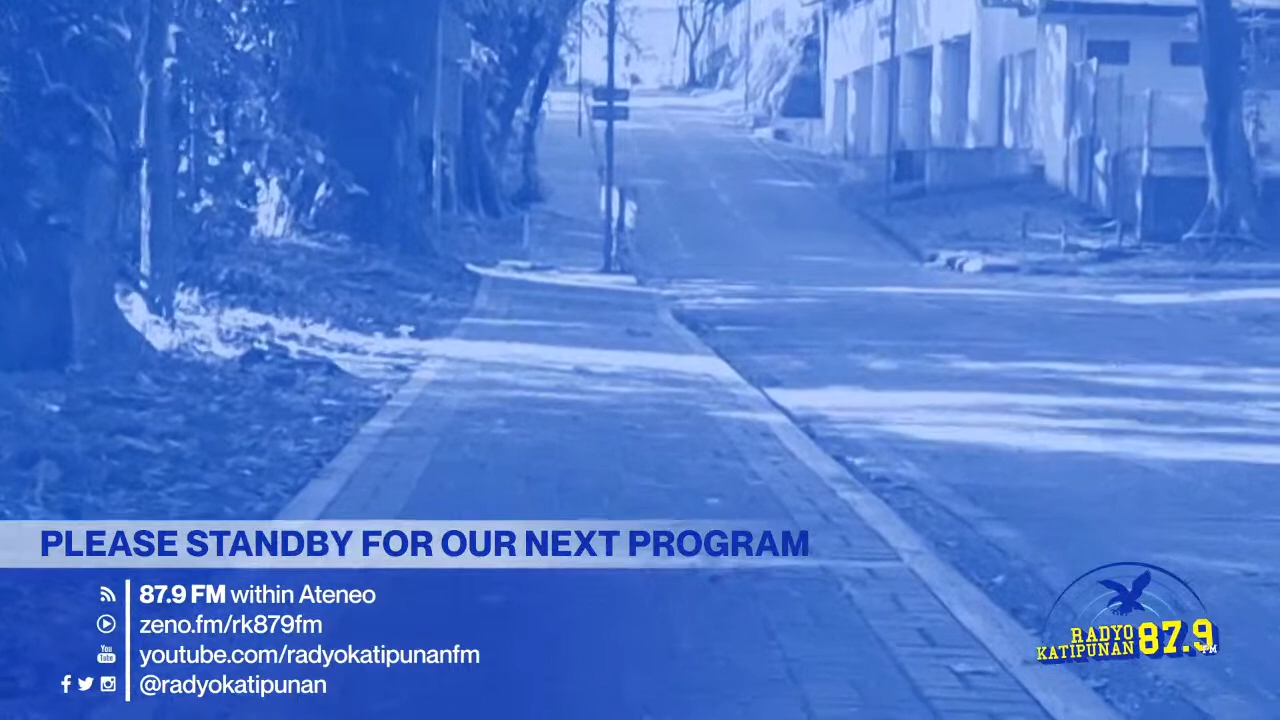 PLEASE STANDBY FOR OUR NEXT PROGRAM
87.9 FM within Ateneo
zeno.fm/rk879fm
You
Tube
youtube.com/radyokatipunanfm
@radyokatipunan
RADYO
KATIPUNAN
87.9
FM